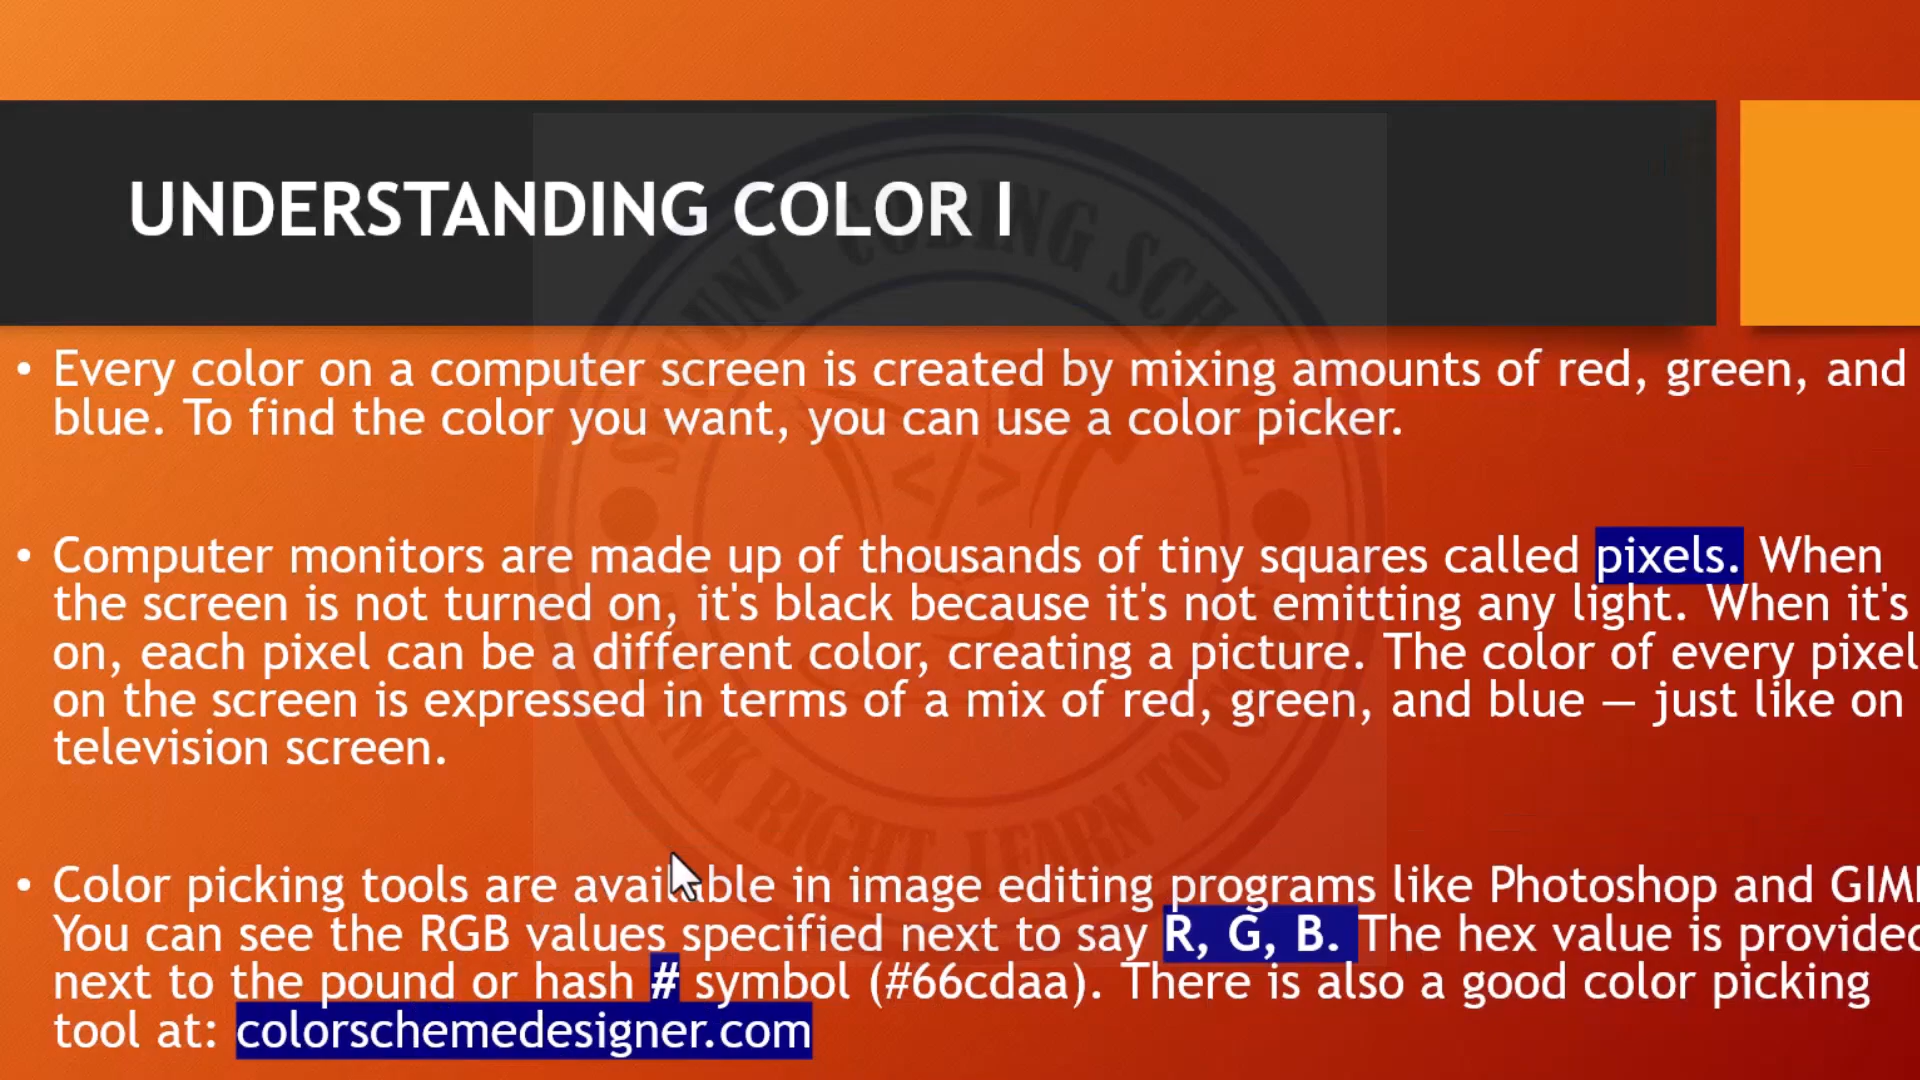 UNDERSTANDING COLOR I
• Every color on a computer screen is created by mixing amounts of red, green, and
blue. To find the color you want, you can use a color picker.
• Computer monitors are made up of thousands of tiny squares called pixels. When
the screen is not turned on, it's black because it's not emitting any light. When it's
on, each pixel can be a different color, creating a picture. The color of every pixel
on the screen is expressed in terms of a mix of red, green, and blue — just like on
television screen.
• Color picking tools are available in image editing programs like Photoshop and GIM
You can see the RGB values specified next to say R, G, B. The hex value is provided
next to the pound or hash # symbol (#66cdaa). There is also a good color picking
tool at: colorschemedesigner.com
CODING SCHOOL
RIGHT LEARN TO